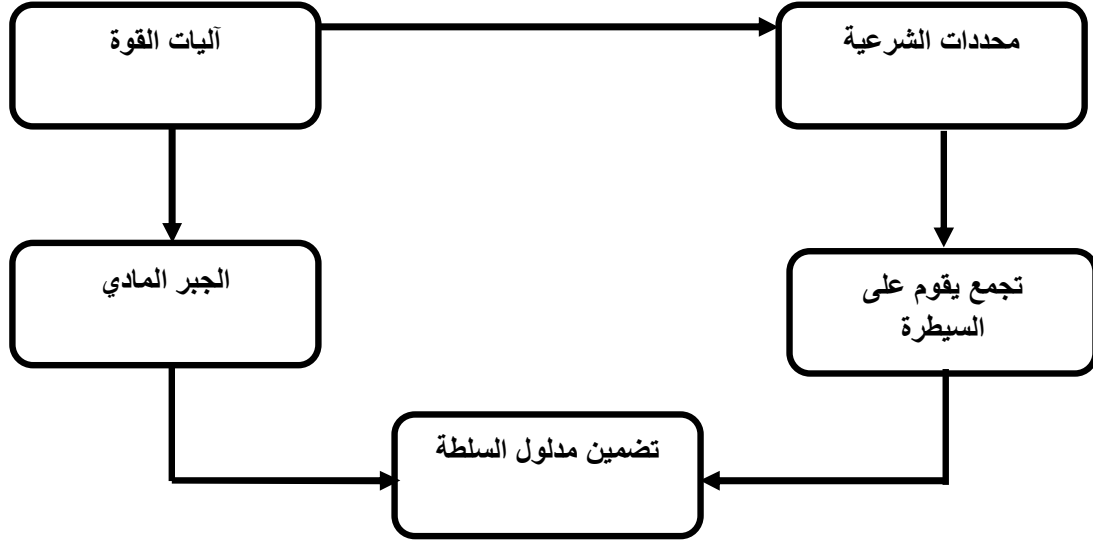 محددات الشرعية
آليات القوة
تجمع يقوم على
السيطرة
الجبر المادي
تضمين مدلول السلطة